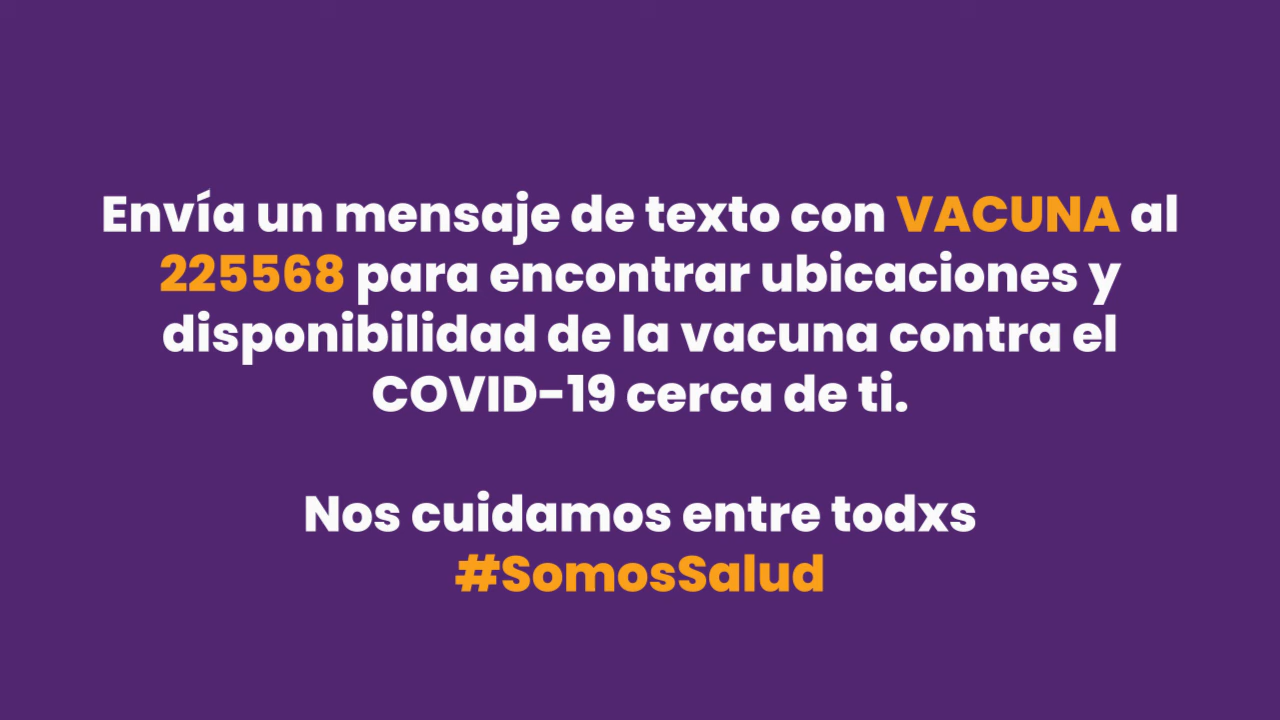 Envía un mensaje de texto con VACUNA al
225568 para encontrar ubicaciones y
disponibilidad de la vacuna contra el
COVID-19 cerca de ti.
Nos cuidamos entre todxs
#SomosSalud